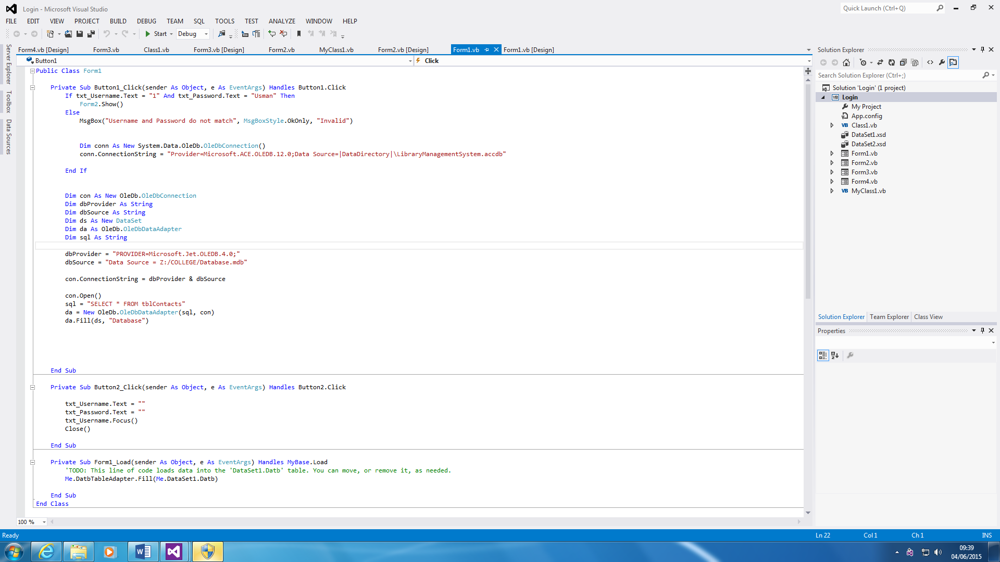 Login - Microsoft Visual Studio
Quick Launch (Ctrl+Q)
FILE EDIT VIEW PROJECT BUILD DEBUG TEAM SQL TOOLS TEST ANALYZE WINDOW HELP
Start Debug
Form4.vb [Design] Form3.vb Class1.vb Form3.vb [Design] Form2.vb MyClass1.vb Form2.vb [Design] Form1.vb Form1.vb [Design]
Server Explorer
Toolbox
Data Sources
Button1 Click
Public Class Form1
Private Sub Button1_Click(sender As Object, e As EventArgs) Handles Button1.Click
If txt_Username.Text = "1" And txt_Password.Text = "Usman" Then
Form2.Show()
Else
MsgBox("Username and Password do not match", MsgBoxStyle.OkOnly, "Invalid")
Dim conn As New System.Data.OleDb.OleDbConnection()
conn.ConnectionString = "Provider=Microsoft.ACE.OLEDB.12.0;Data Source=|DataDirectory|\LibraryManagementSystem.accdb"
End If
Dim con As New OleDb.OleDbConnection
Dim dbProvider As String
Dim dbSource As String
Dim ds As New DataSet
Dim da As OleDb.OleDbDataAdapter
Dim sql As String
dbProvider = "PROVIDER=Microsoft.Jet.OLEDB.4.0;"
dbSource = "Data Source = Z:/COLLEGE/Database.mdb"
con.ConnectionString = dbProvider & dbSource
con.Open()
sql = "SELECT * FROM tblContacts"
da = New OleDb.OleDbDataAdapter(sql, con)
da.Fill(ds, "Database")
End Sub
Private Sub Button2_Click(sender As Object, e As EventArgs) Handles Button2.Click
txt_Username.Text = ""
txt_Password.Text = ""
txt_Username.Focus()
Close()
End Sub
Private Sub Form1_Load(sender As Object, e As EventArgs) Handles MyBase.Load
'TODO: This line of code loads data into the 'DataSet1.Datb' table. You can move, or remove it, as needed.
Me.DatbTableAdapter.Fill(Me.DataSet1.Datb)
End Sub
End Class
100 %
Solution Explorer
Search Solution Explorer (Ctrl+;)
Solution 'Login' (1 project)
VB Login
My Project
App.config
VB Class1.vb
DataSet1.xsd
DataSet2.xsd
Form1.vb
Form2.vb
Form3.vb
Form4.vb
VB MyClass1.vb
Solution Explorer Team Explorer Class View
Properties
Ready Ln 22 Col 1 Ch 1 INS
09:39
04/06/2015